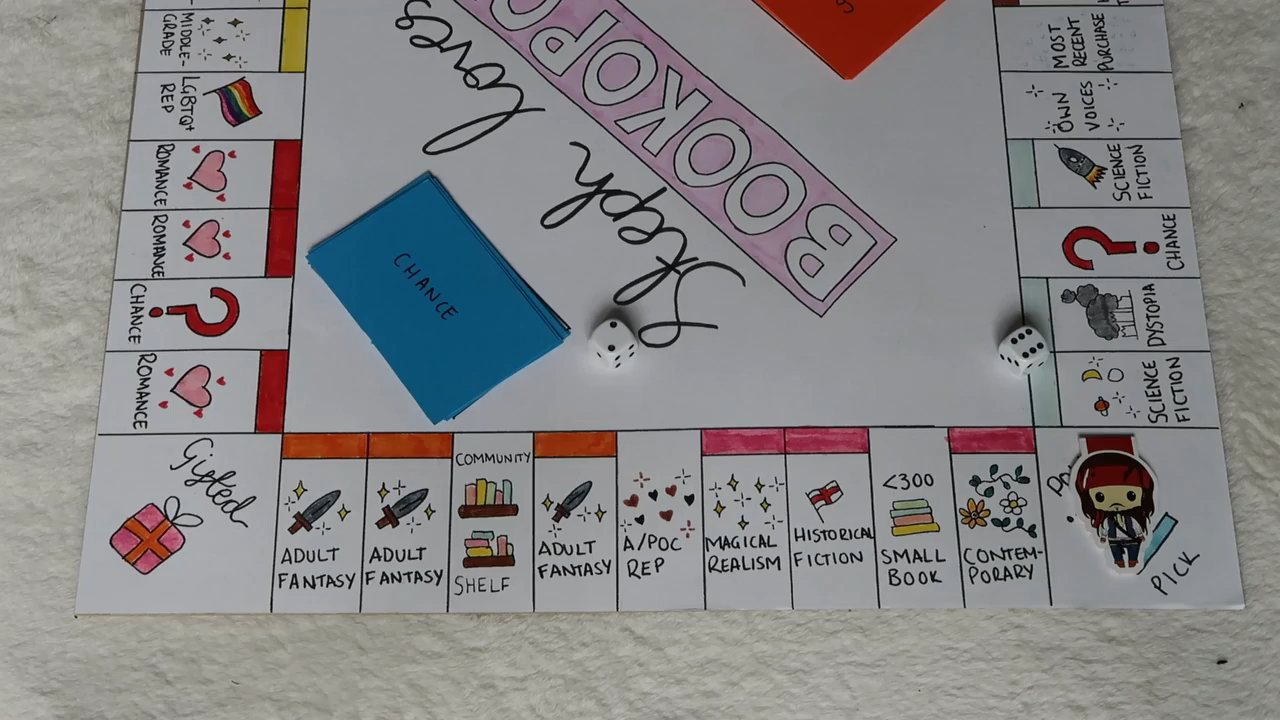 MIDDLE-
GRADE
LGBTQ+
REP
ROMANCE
ROMANCE
CHANCE
ROMANCE
Gifted
ADULT
FANTASY
ADULT
FANTASY
COMMUNITY
SHELF
ADULT
FANTASY
A/POC
REP
MAGICAL
REALISM
HISTORICAL
FICTION
<300
SMALL
BOOK
CONTEM-
PORARY
PICK
SCIENCE
FICTION
DYSTOPIA
CHANCE
SCIENCE
FICTION
OWN
VOICES
MOST
RECENT
PURCHASE
Steph loves
BOOKOPO
CHANCE